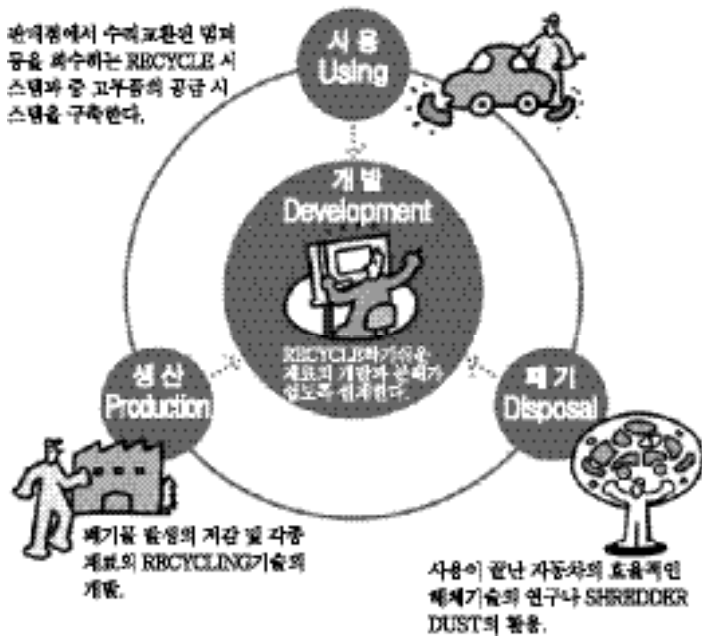 판매점에서 수리교환된 범퍼
등을 회수하는 RECYCLE 시
스템과 중 고부품의 공급 시
스템을 구축한다.
사 용
Using
개 발
Development
RECYCLE하기쉬운
재료의 개발과 분해가
쉽도록 설계한다.
생 산
Production
폐 기
Disposal
폐기물 발생의 저감 및 각종
재료의 RECYCLING기술의
개발.
사용이 끝난 자동차의 효율적인
해체기술의 연구나 SHREDDER
DUST의 활용.